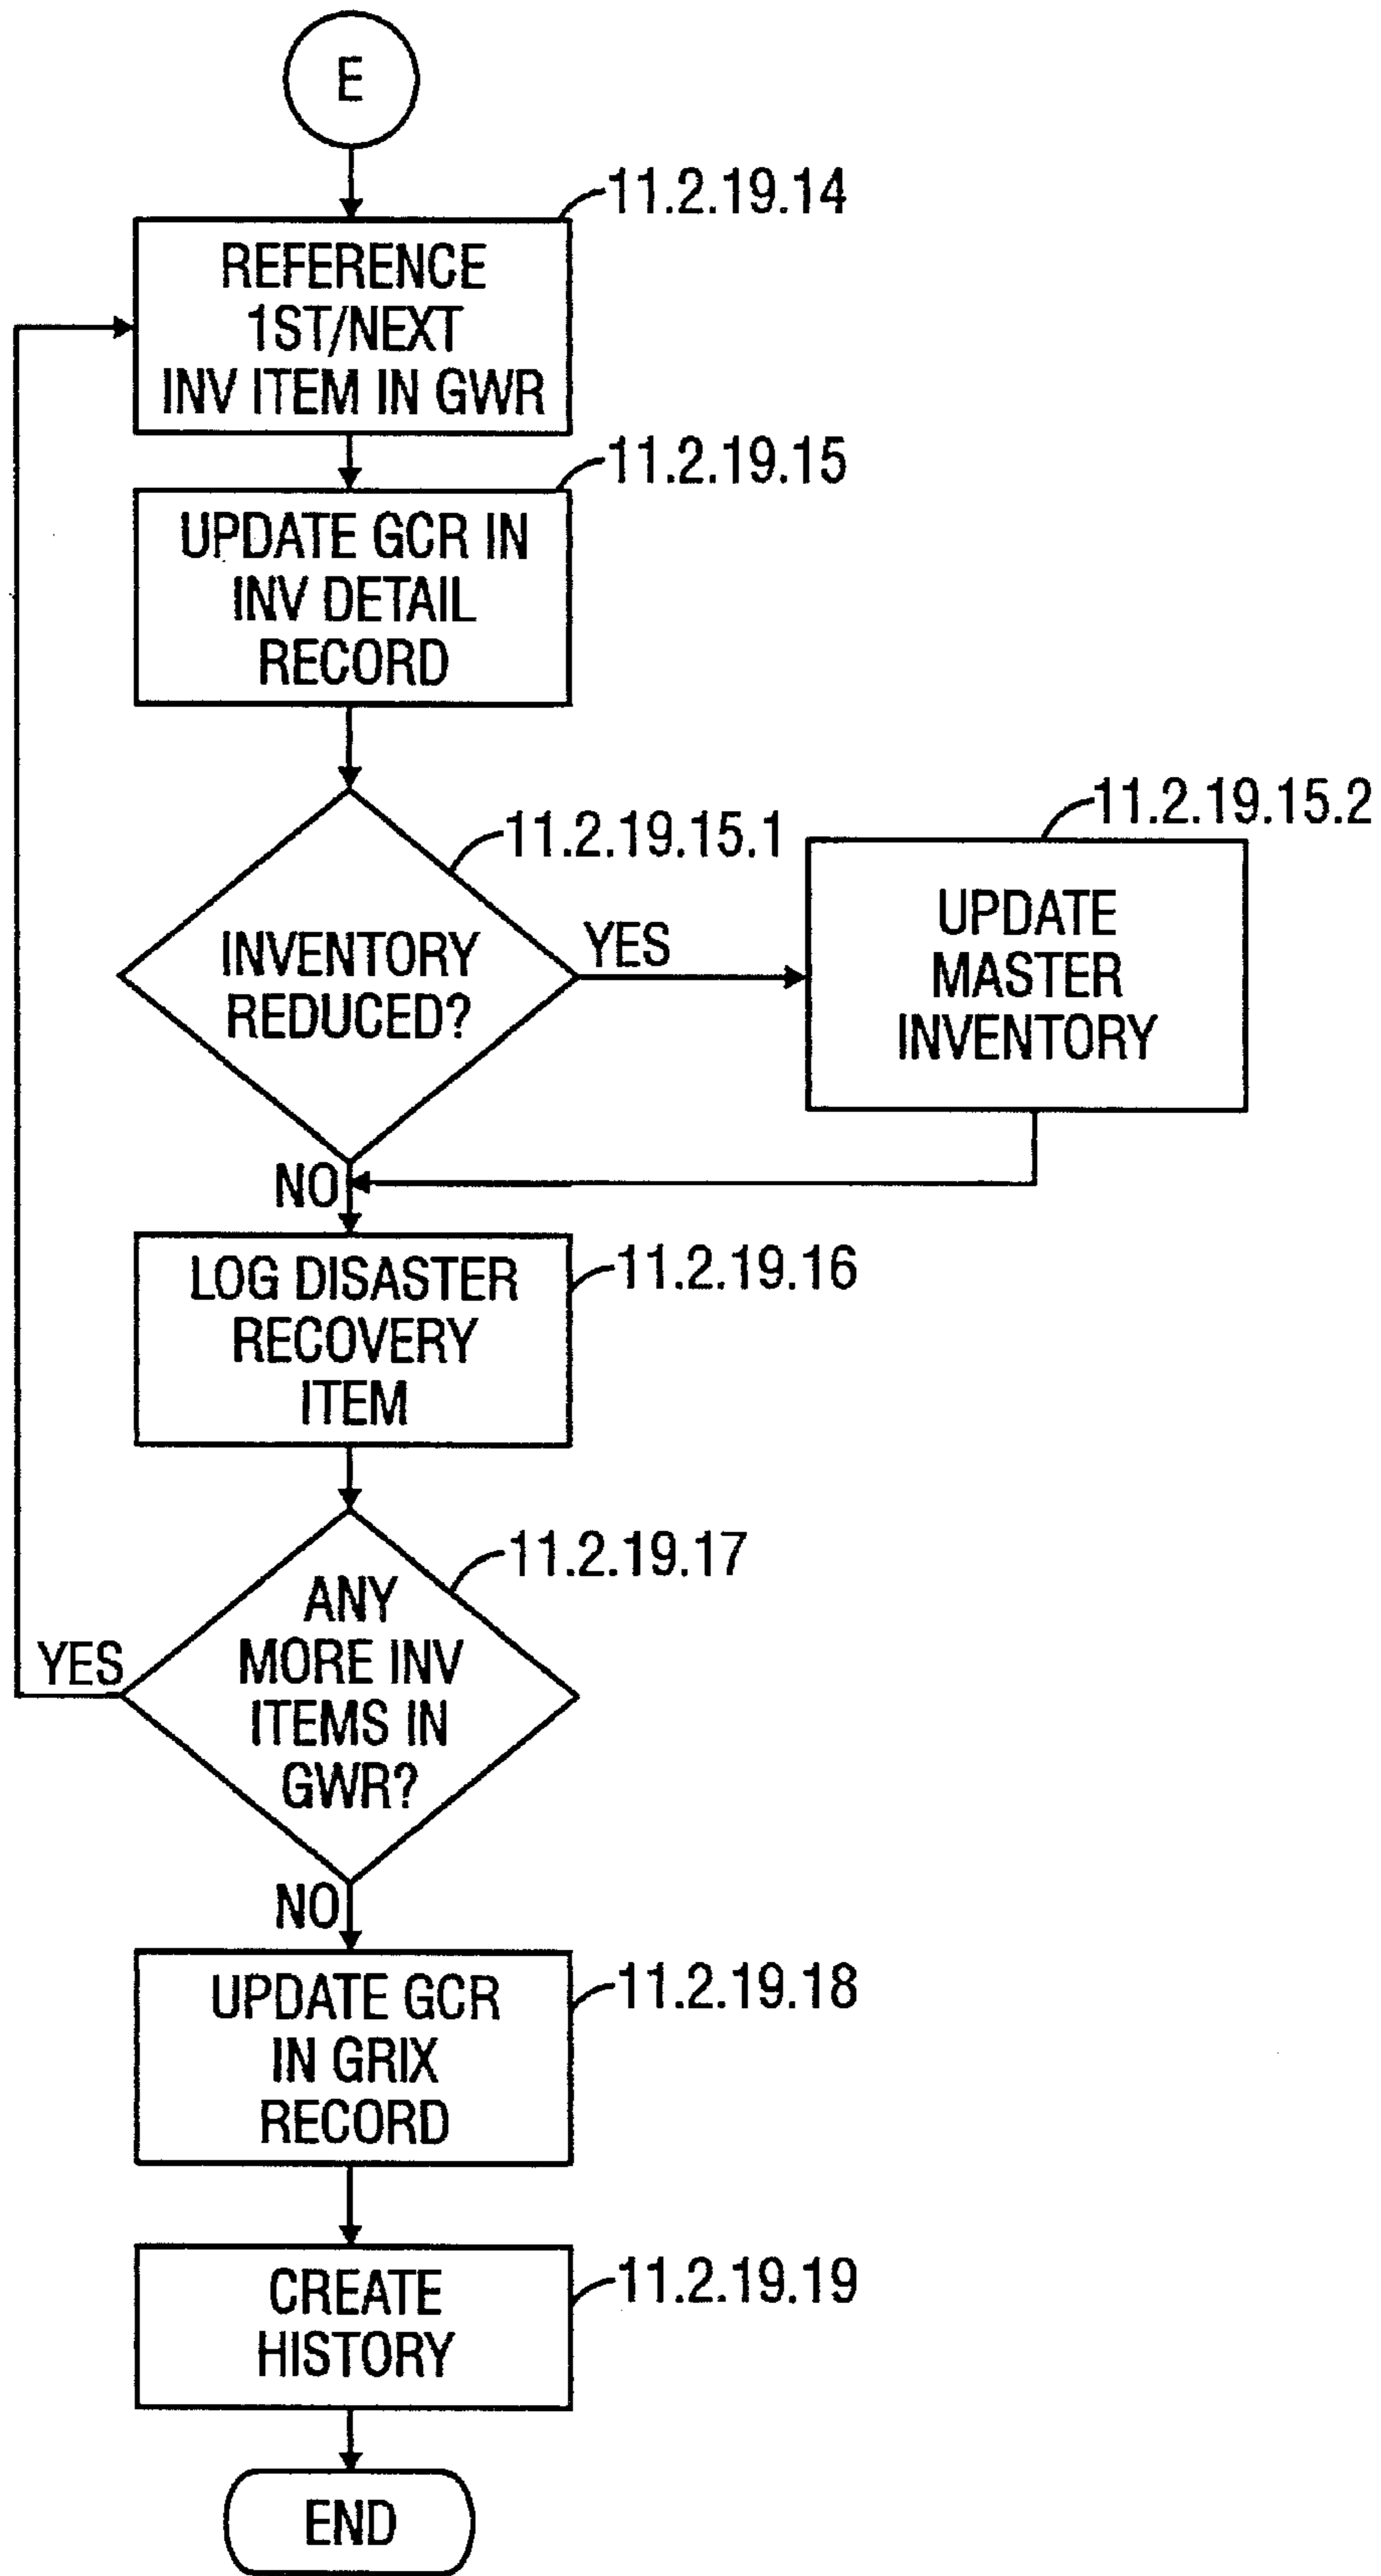 E
11.2.19.14
REFERENCE
1ST/NEXT
INV ITEM IN GWR
11.2.19.15
UPDATE GCR IN
INV DETAIL
RECORD
11.2.19.15.1
INVENTORY
REDUCED?
YES
11.2.19.15.2
UPDATE
MASTER
INVENTORY
NO
11.2.19.16
LOG DISASTER
RECOVERY
ITEM
11.2.19.17
ANY
MORE INV
ITEMS IN
GWR?
YES
NO
11.2.19.18
UPDATE GCR
IN GRIX
RECORD
11.2.19.19
CREATE
HISTORY
END